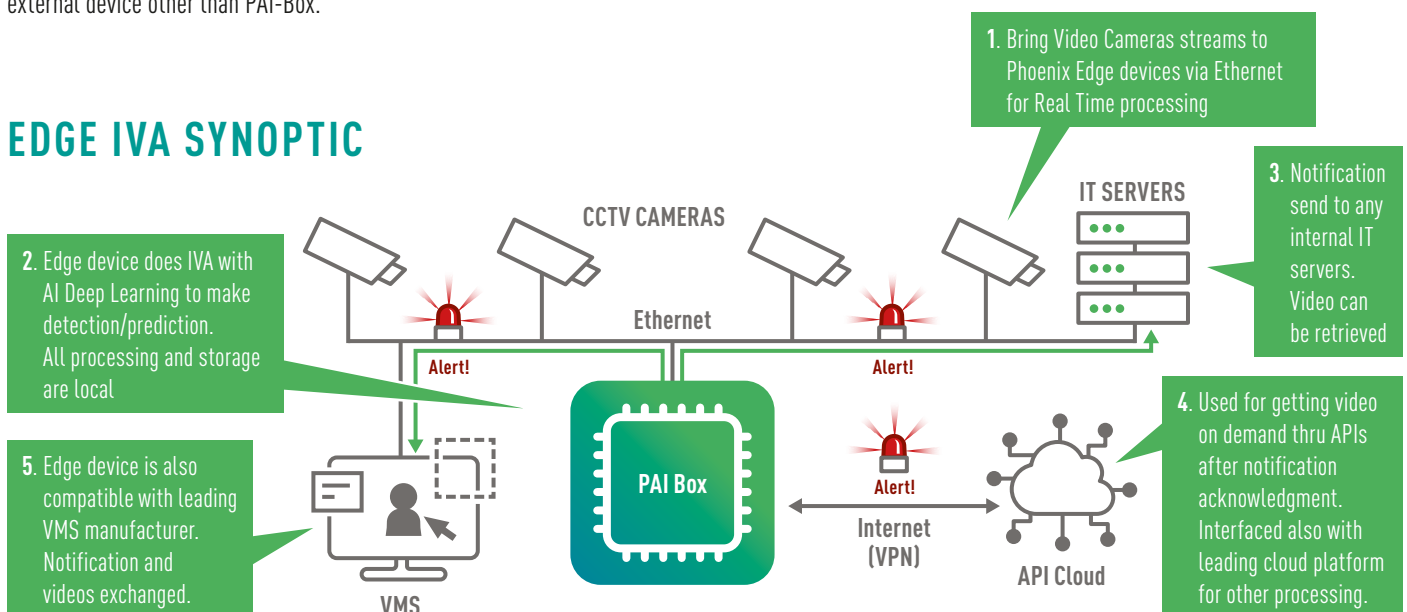 external device other than PAI-Box.
EDGE IVA SYNOPTIC
1. Bring Video Cameras streams to
Phoenix Edge devices via Ethernet
for Real Time processing
2. Edge device does IVA with
AI Deep Learning to make
detection/prediction.
All processing and storage
are local
CCTV CAMERAS
IT SERVERS
3. Notification
send to any
internal IT
servers.
Video can
be retrieved
Ethernet
Alert!
Alert!
5. Edge device is also
compatible with leading
VMS manufacturer.
Notification and
videos exchanged.
VMS
PAI Box
Alert!
Internet
(VPN)
API Cloud
4. Used for getting video
on demand thru APIs
after notification
acknowledgment.
Interfaced also with
leading cloud platform
for other processing.